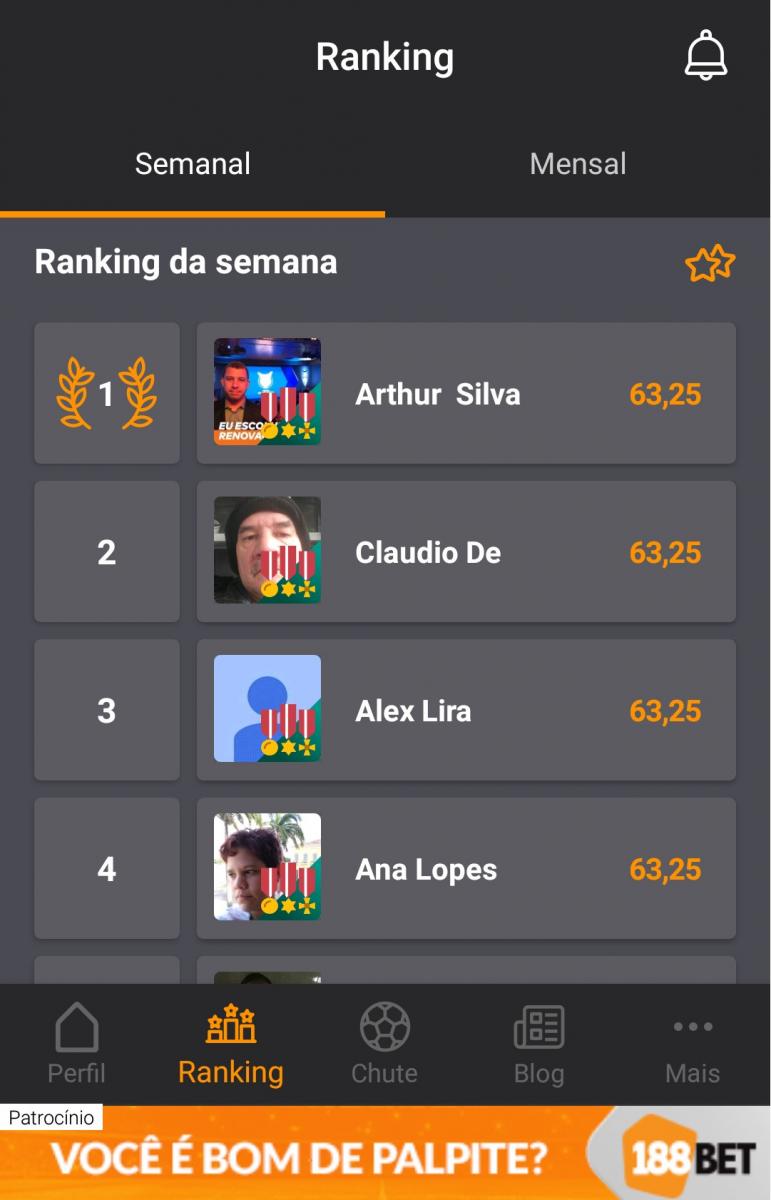 Ranking
Semanal
Mensal
Ranking da semana
1
Arthur  Silva
63,25
EU ESCO
RENOVA
2
Claudio De
63,25
3
Alex Lira
63,25
4
Ana Lopes
63,25
Perfil
Ranking
Chute
Blog
Mais
Patrocínio
VOCÊ É BOM DE PALPITE?
188BET